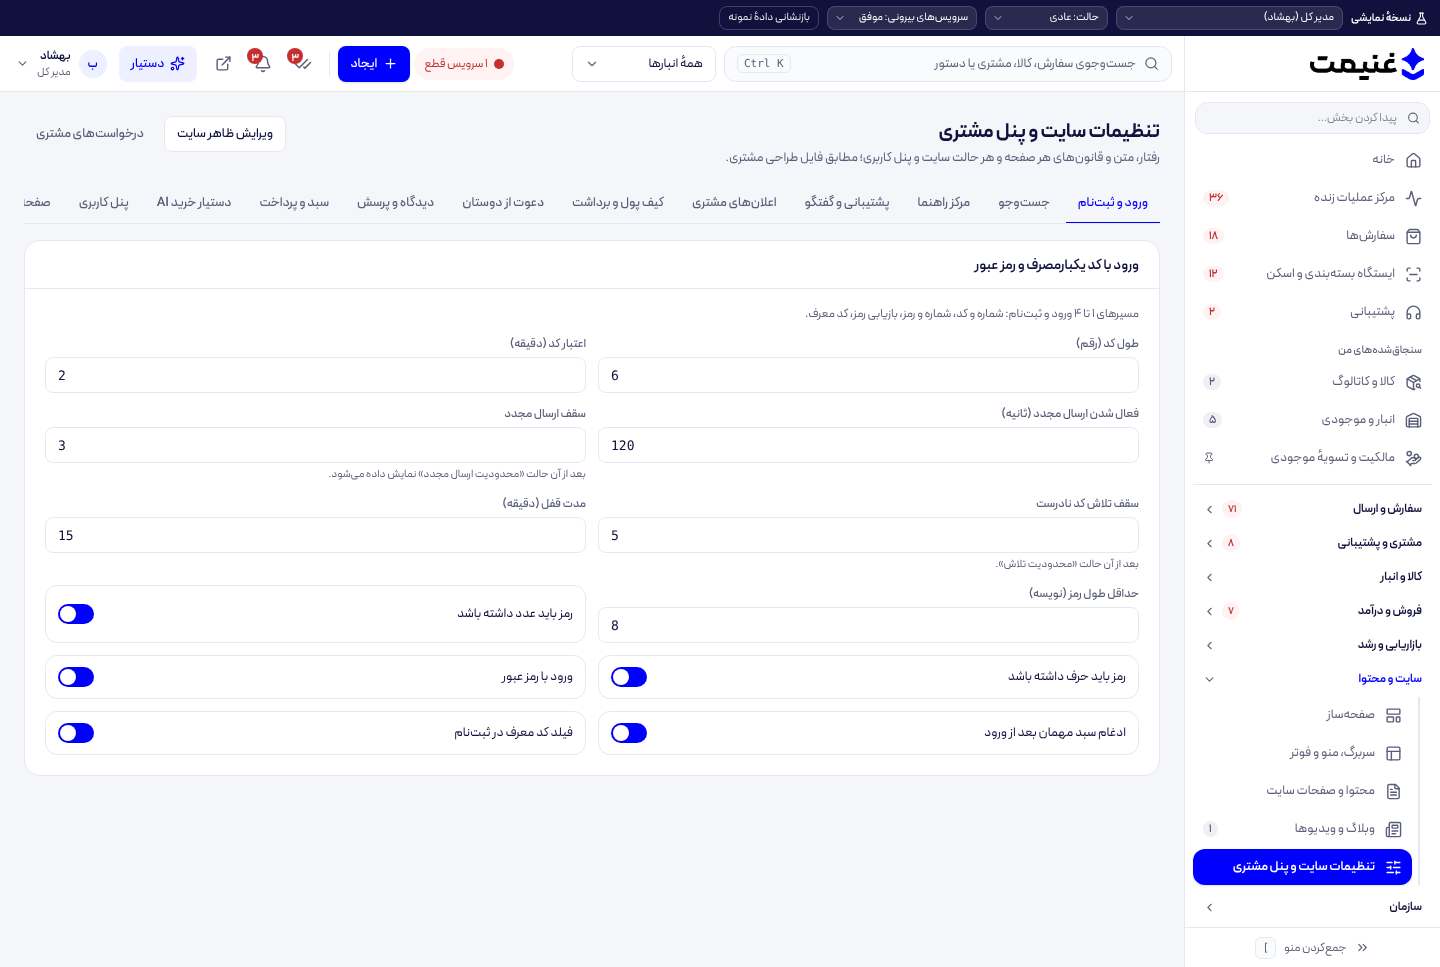 نسخهٔ نمایشی
مدیر کل (بهشاد)
حالت: عادی
سرویس‌های بیرونی: موفق
بازنشانی دادهٔ نمونه
غنیمت
جست‌وجوی سفارش، کالا، مشتری یا دستور
Ctrl K
همهٔ انبارها
۱ سرویس قطع
ایجاد
۳
۳
دستیار
ب
بهشاد
مدیر کل
پیدا کردن بخش...
خانه
مرکز عملیات زنده
۳۶
سفارش‌ها
۱۸
ایستگاه بسته‌بندی و اسکن
۱۲
پشتیبانی
۲
سنجاق‌شده‌های من
کالا و کاتالوگ
۲
انبار و موجودی
۵
مالکیت و تسویهٔ موجودی
سفارش و ارسال
۷۱
مشتری و پشتیبانی
۸
کالا و انبار
فروش و درآمد
۷
بازاریابی و رشد
سایت و محتوا
صفحه‌ساز
سربرگ، منو و فوتر
محتوا و صفحات سایت
وبلاگ و ویدیوها
۱
تنظیمات سایت و پنل مشتری
سازمان
جمع‌کردن منو
[
تنظیمات سایت و پنل مشتری
رفتار، متن و قانون‌های هر صفحه و هر حالت سایت و پنل کاربری؛ مطابق فایل طراحی مشتری.
ویرایش ظاهر سایت
درخواست‌های مشتری
ورود و ثبت‌نام
جست‌وجو
مرکز راهنما
پشتیبانی و گفتگو
اعلان‌های مشتری
کیف پول و برداشت
دعوت از دوستان
دیدگاه و پرسش
سبد و پرداخت
دستیار خرید AI
پنل کاربری
ورود با کد یکبارمصرف و رمز عبور
مسیرهای ۱ تا ۴ ورود و ثبت‌نام: شماره و کد، شماره و رمز، بازیابی رمز، کد معرف.
طول کد (رقم)
6
اعتبار کد (دقیقه)
2
فعال شدن ارسال مجدد (ثانیه)
120
سقف ارسال مجدد
3
بعد از آن حالت «محدودیت ارسال مجدد» نمایش داده می‌شود.
سقف تلاش کد نادرست
5
بعد از آن حالت «محدودیت تلاش».
مدت قفل (دقیقه)
15
حداقل طول رمز (نویسه)
8
رمز باید عدد داشته باشد
رمز باید حرف داشته باشد
ورود با رمز عبور
ادغام سبد مهمان بعد از ورود
فیلد کد معرف در ثبت‌نام